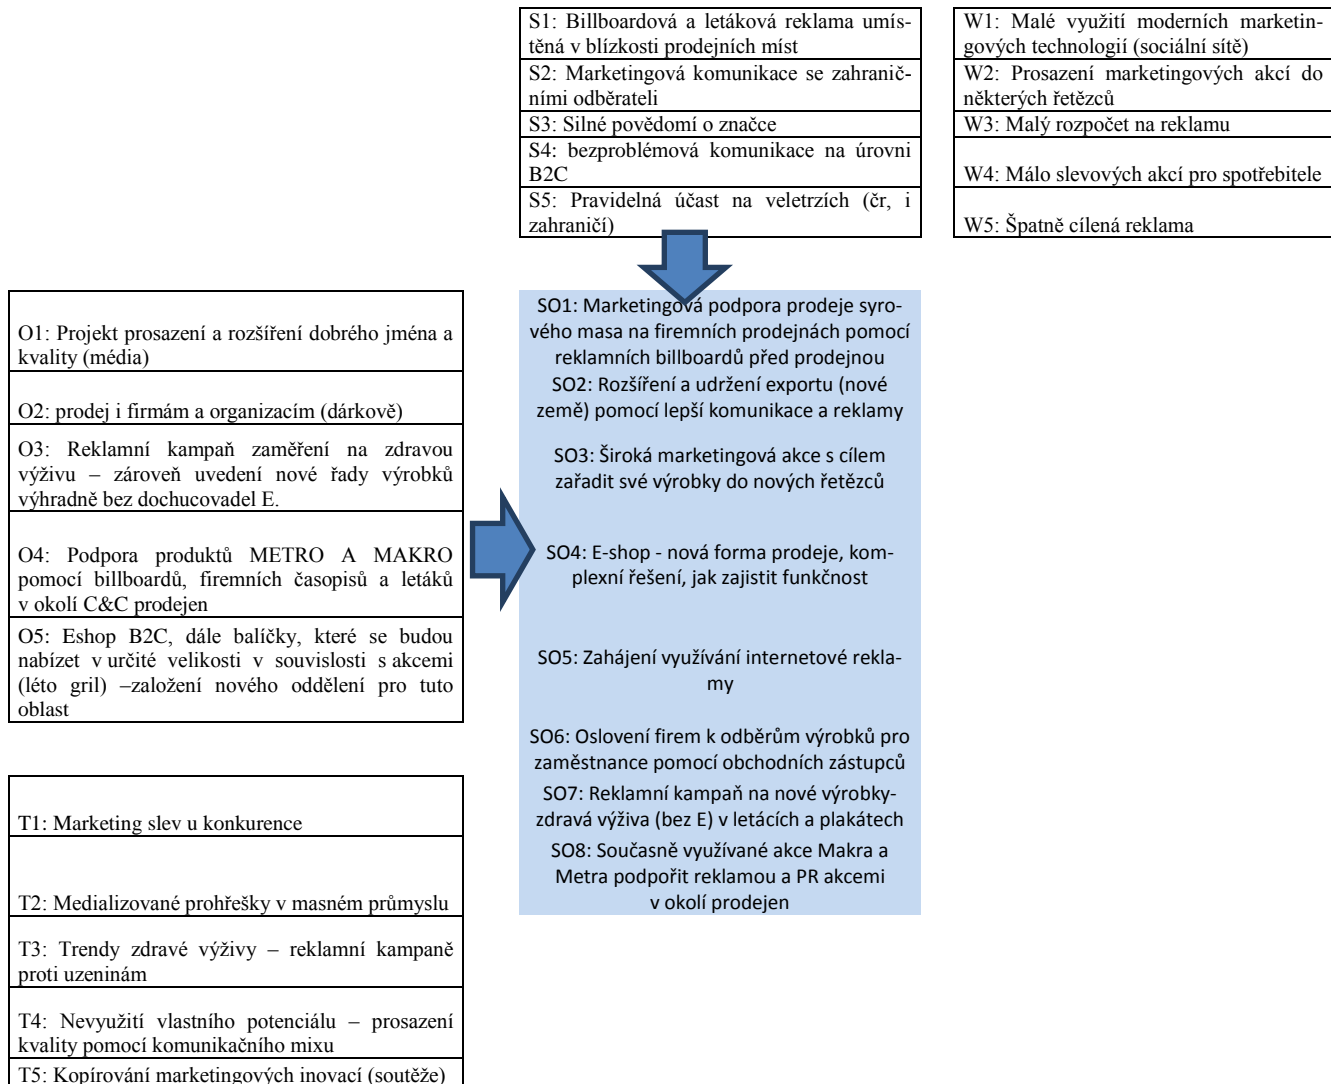 S1: Billboardová a letáková reklama umís-
těná v blízkosti prodejních míst
S2: Marketingová komunikace se zahranič-
ními odběrateli
S3: Silné povědomí o značce
S4: bezproblémová komunikace na úrovni
B2C
S5: Pravidelná účast na veletrzích (čr, i
zahraničí)
W1: Malé využití moderních marketin-
gových technologií (sociální sítě)
W2: Prosazení marketingových akcí do
některých řetězců
W3: Malý rozpočet na reklamu
W4: Málo slevových akcí pro spotřebitele
W5: Špatně cílená reklama
O1: Projekt prosazení a rozšíření dobrého jména a
kvality (média)
O2: prodej i firmám a organizacím (dárkově)
O3: Reklamní kampaň zaměření na zdravou
výživu – zároveň uvedení nové řady výrobků
výhradně bez dochucovadel E.
O4: Podpora produktů METRO A MAKRO
pomocí billboardů, firemních časopisů a letáků
v okolí C&C prodejen
O5: Eshop B2C, dále balíčky, které se budou
nabízet v určité velikosti v souvislosti s akcemi
(léto gril) –založení nového oddělení pro tuto
oblast
SO1: Marketingová podpora prodeje syro-
vého masa na firemních prodejnách pomocí
reklamních billboardů před prodejnou
SO2: Rozšíření a udržení exportu (nové
země) pomocí lepší komunikace a reklamy
SO3: Široká marketingová akce s cílem
zařadit své výrobky do nových řetězců
SO4: E-shop - nová forma prodeje, kom-
plexní řešení, jak zajistit funkčnost
SO5: Zahájení využívání internetové rekla-
my
SO6: Oslovení firem k odběrům výrobků pro
zaměstnance pomocí obchodních zástupců
SO7: Reklamní kampaň na nové výrobky-
zdravá výživa (bez E) v letácích a plakátech
SO8: Současně využívané akce Makra a
Metra podpořit reklamou a PR akcemi
v okolí prodejen
T1: Marketing slev u konkurence
T2: Medializované prohřešky v masném průmyslu
T3: Trendy zdravé výživy – reklamní kampaně
proti uzeninám
T4: Nevyužití vlastního potenciálu – prosazení
kvality pomocí komunikačního mixu
T5: Kopírování marketingových inovací (soutěže)